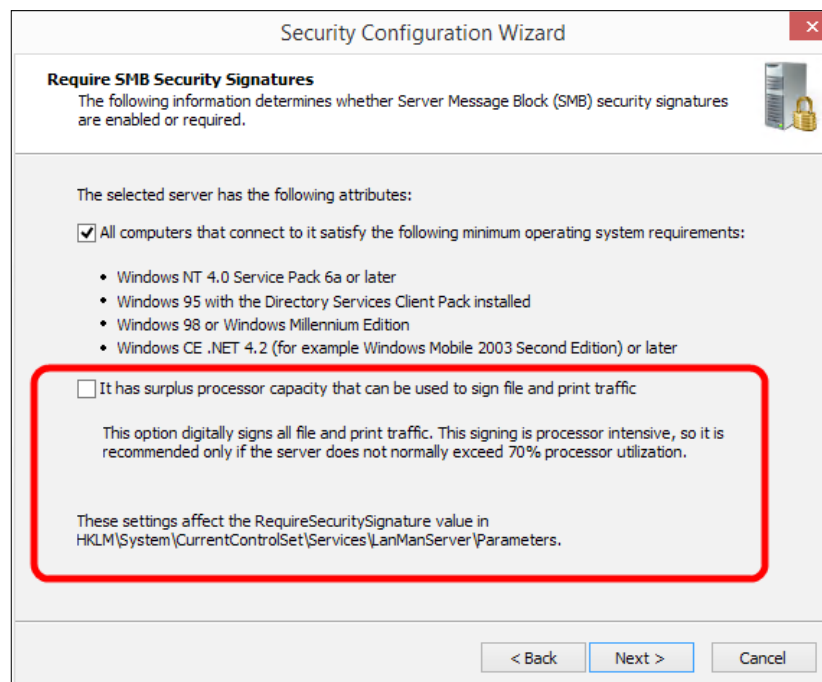 Security Configuration Wizard
Require SMB Security Signatures
The following information determines whether Server Message Block (SMB) security signatures
are enabled or required.
The selected server has the following attributes:
All computers that connect to it satisfy the following minimum operating system requirements:
• Windows NT 4.0 Service Pack 6a or later
• Windows 95 with the Directory Services Client Pack installed
• Windows 98 or Windows Millennium Edition
• Windows CE .NET 4.2 (for example Windows Mobile 2003 Second Edition) or later
It has surplus processor capacity that can be used to sign file and print traffic
This option digitally signs all file and print traffic. This signing is processor intensive, so it is
recommended only if the server does not normally exceed 70% processor utilization.
These settings affect the RequireSecuritySignature value in
HKLM\System\CurrentControlSet\Services\LanManServer\Parameters.
< Back Next > Cancel